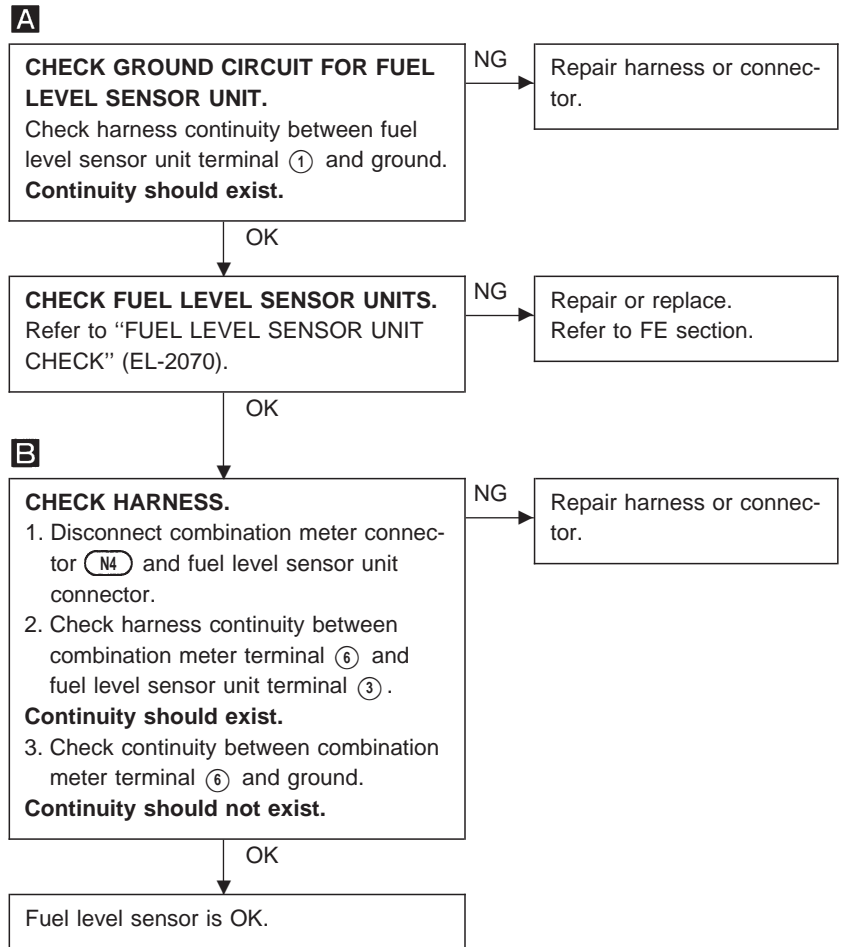 A
CHECK GROUND CIRCUIT FOR FUEL
LEVEL SENSOR UNIT.
Check harness continuity between fuel
level sensor unit terminal ① and ground.
Continuity should exist.
NG
Repair harness or connec-
tor.
OK
CHECK FUEL LEVEL SENSOR UNITS.
Refer to ‘‘FUEL LEVEL SENSOR UNIT
CHECK’’ (EL-2070).
NG
Repair or replace.
Refer to FE section.
OK
B
CHECK HARNESS.
1. Disconnect combination meter connec-
tor N4 and fuel level sensor unit
connector.
2. Check harness continuity between
combination meter terminal ⑥ and
fuel level sensor unit terminal ③.
Continuity should exist.
3. Check continuity between combination
meter terminal ⑥ and ground.
Continuity should not exist.
NG
Repair harness or connec-
tor.
OK
Fuel level sensor is OK.